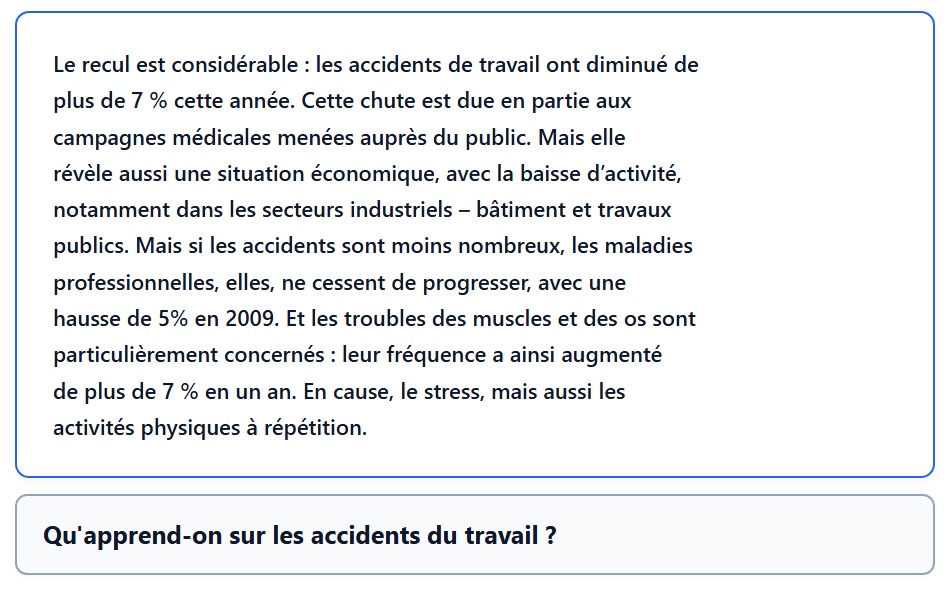 Le recul est considérable : les accidents de travail ont diminué de
plus de 7 % cette année. Cette chute est due en partie aux
campagnes médicales menées auprès du public. Mais elle
révèle aussi une situation économique, avec la baisse d’activité,
notamment dans les secteurs industriels – bâtiment et travaux
publics. Mais si les accidents sont moins nombreux, les maladies
professionnelles, elles, ne cessent de progresser, avec une
hausse de 5% en 2009. Et les troubles des muscles et des os sont
particulièrement concernés : leur fréquence a ainsi augmenté
de plus de 7 % en un an. En cause, le stress, mais aussi les
activités physiques à répétition.
Qu'apprend-on sur les accidents du travail ?